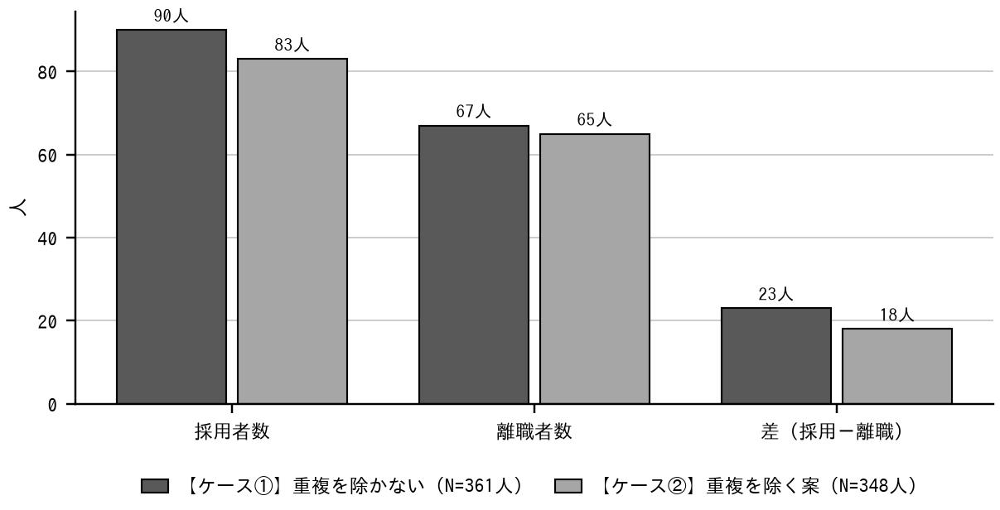 90人
83人
67人
65人
23人
18人
80
60
40
20
0
人
採用者数
離職者数
差（採用－離職）
【ケース①】重複を除かない（N=361人）
【ケース②】重複を除く案（N=348人）